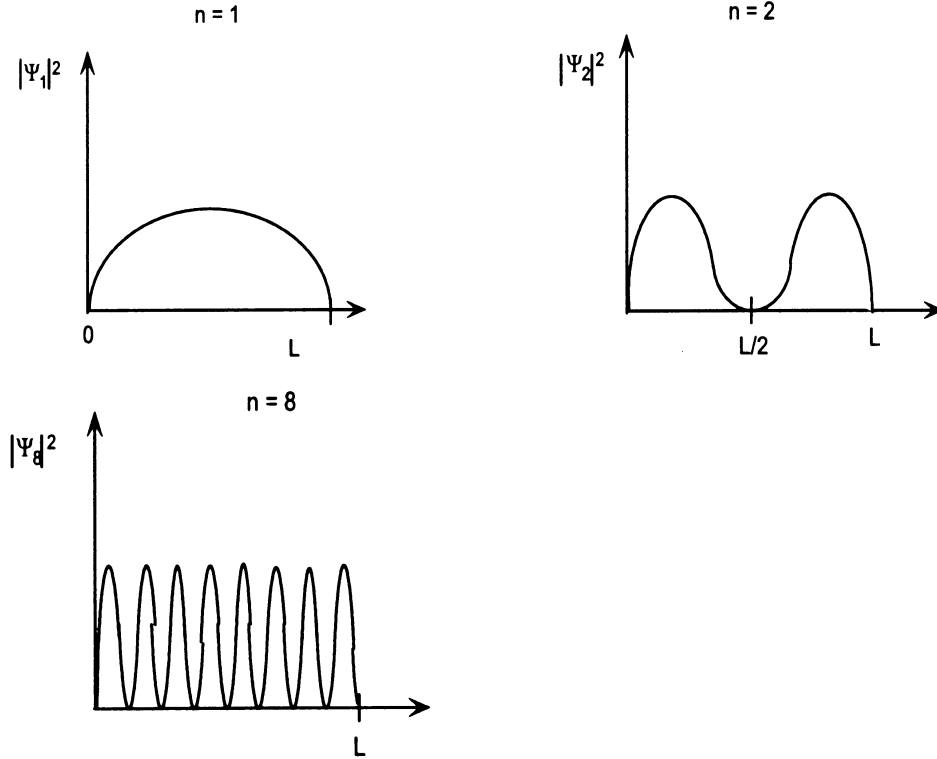 n = 1
|Ψ₁|²
0
L
n = 2
|Ψ₂|²
L/2
L
n = 8
|Ψ₈|²
L